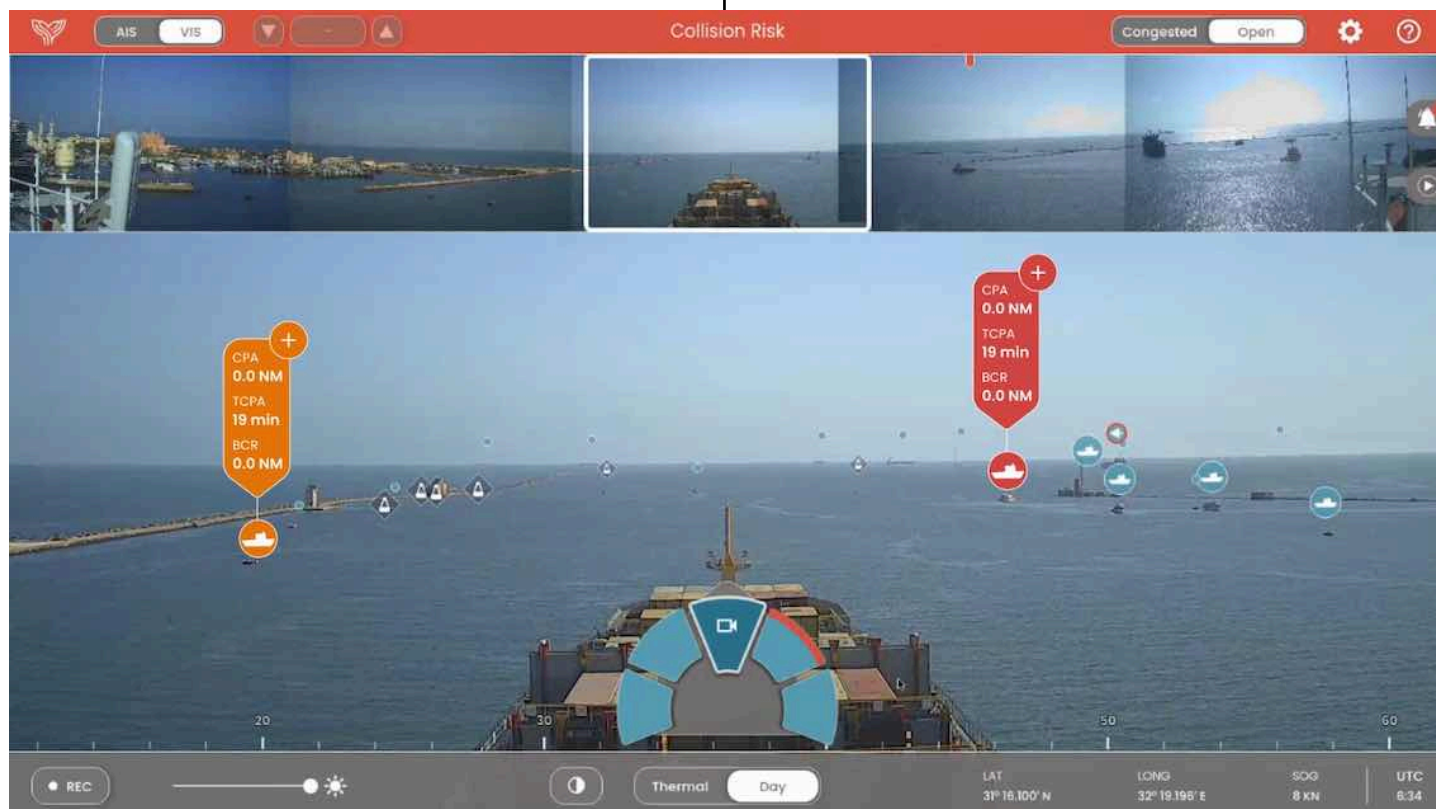 AIS VIS - Collision Risk Congested Open
CPA
0.0 NM
TCPA
19 min
BCR
0.0 NM
CPA
0.0 NM
TCPA
19 min
BCR
0.0 NM
20 30 50 60
REC Thermal Day
LAT LONG SOG UTC
31° 16.100' N 32° 19.196' E 8 KN 6:34